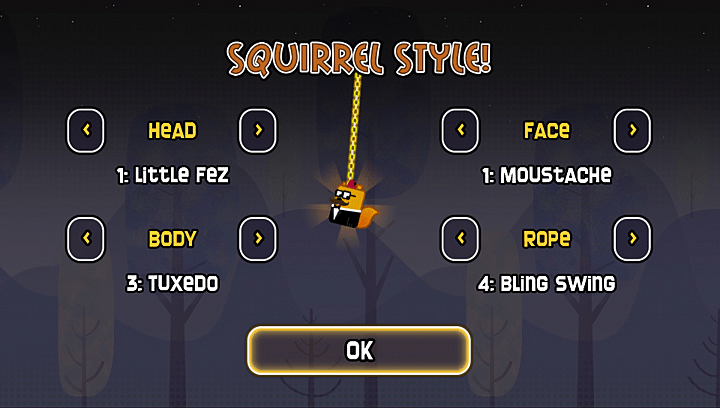 SQUIRREL STYLE!
‹ HEAD ›
1: LITTLE FEZ
‹ FACE ›
1: MOUSTACHE
‹ BODY ›
3: TUXEDO
‹ ROPE ›
4: BLING SWING
OK